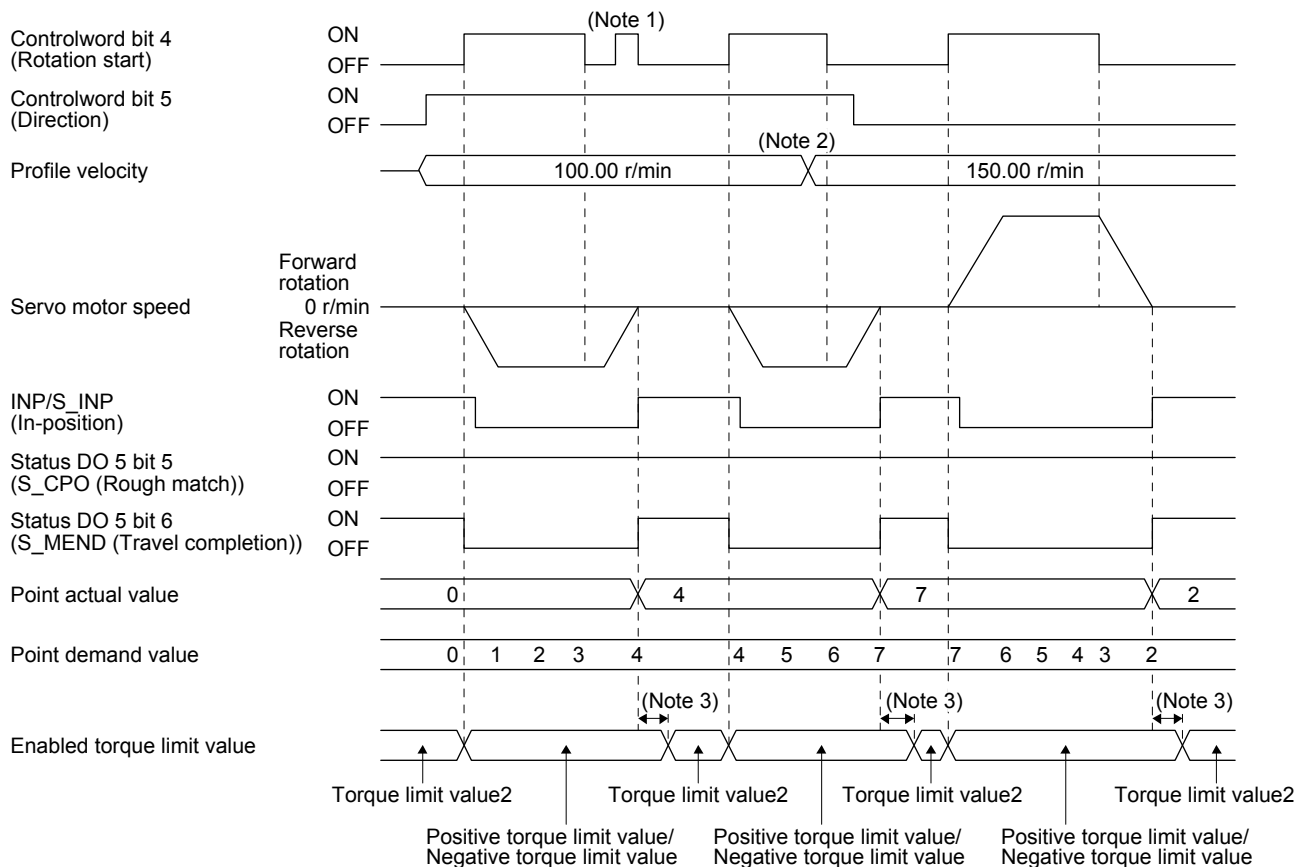 (Note 1)
Controlword bit 4
(Rotation start)
ON
OFF
Controlword bit 5
(Direction)
ON
OFF
(Note 2)
Profile velocity
100.00 r/min
150.00 r/min
Forward
rotation
Servo motor speed
0 r/min
Reverse
rotation
INP/S_INP
(In-position)
ON
OFF
Status DO 5 bit 5
(S_CPO (Rough match))
ON
OFF
Status DO 5 bit 6
(S_MEND (Travel completion))
ON
OFF
Point actual value
0 4 7 2
Point demand value
0 1 2 3 4 4 5 6 7 7 6 5 4 3 2
(Note 3) (Note 3) (Note 3)
Enabled torque limit value
Torque limit value2 Torque limit value2 Torque limit value2 Torque limit value2
Positive torque limit value/ Positive torque limit value/ Positive torque limit value/
Negative torque limit value Negative torque limit value Negative torque limit value